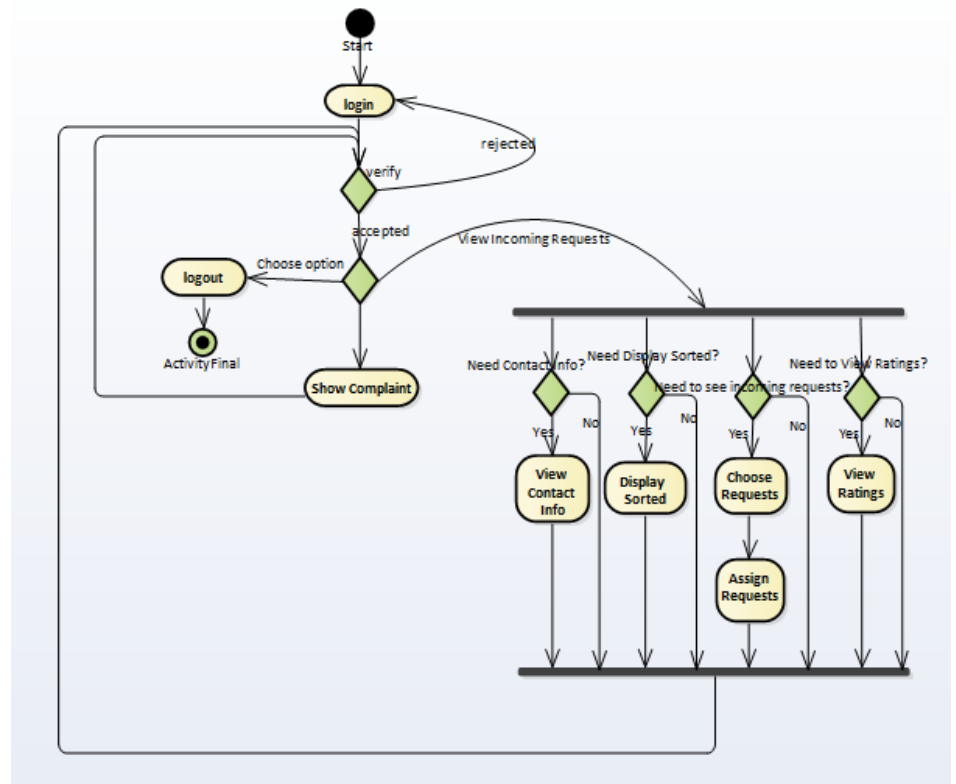 Start
login
rejected
verify
accepted
View Incoming Requests
Choose option
logout
ActivityFinal
Show Complaint
Need Contact Info?
Need Display Sorted?
Need to see incoming requests?
Need to View Ratings?
Yes
No
Yes
No
Yes
No
Yes
No
View
Contact
Info
Display
Sorted
Choose
Requests
View
Ratings
Assign
Requests